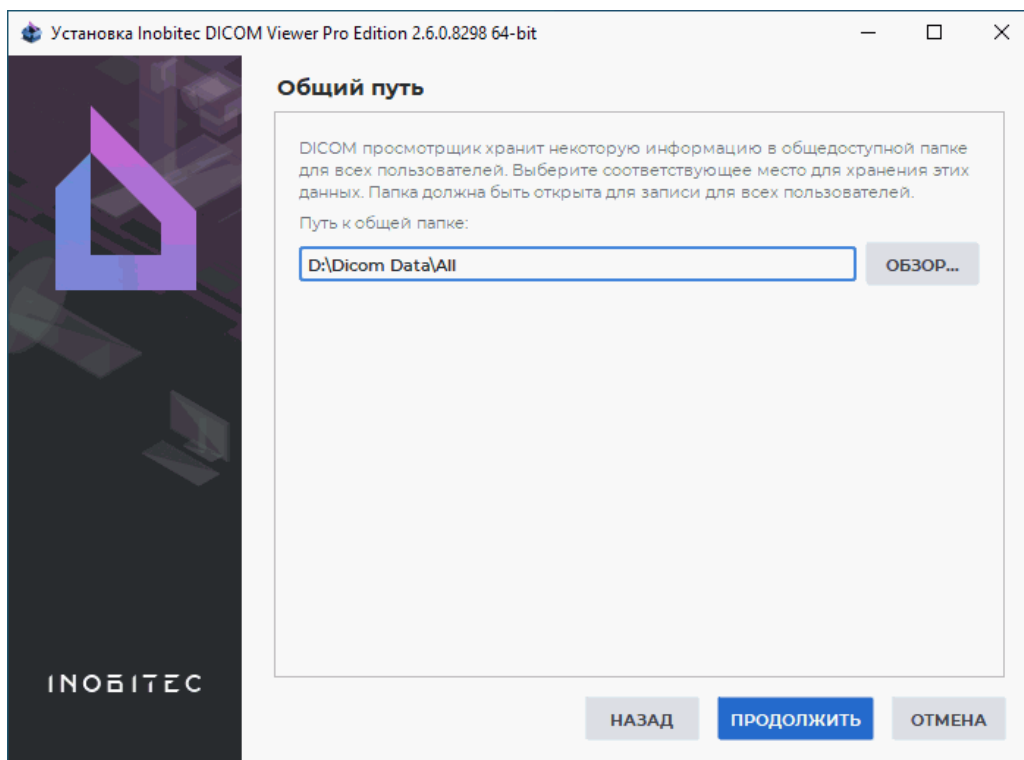 Установка Inobitec DICOM Viewer Pro Edition 2.6.0.8298 64-bit
Общий путь
DICOM просмотрщик хранит некоторую информацию в общедоступной папке
для всех пользователей. Выберите соответствующее место для хранения этих
данных. Папка должна быть открыта для записи для всех пользователей.
Путь к общей папке:
D:\Dicom Data\All
ОБЗОР...
INOBITEC
НАЗАД
ПРОДОЛЖИТЬ
ОТМЕНА